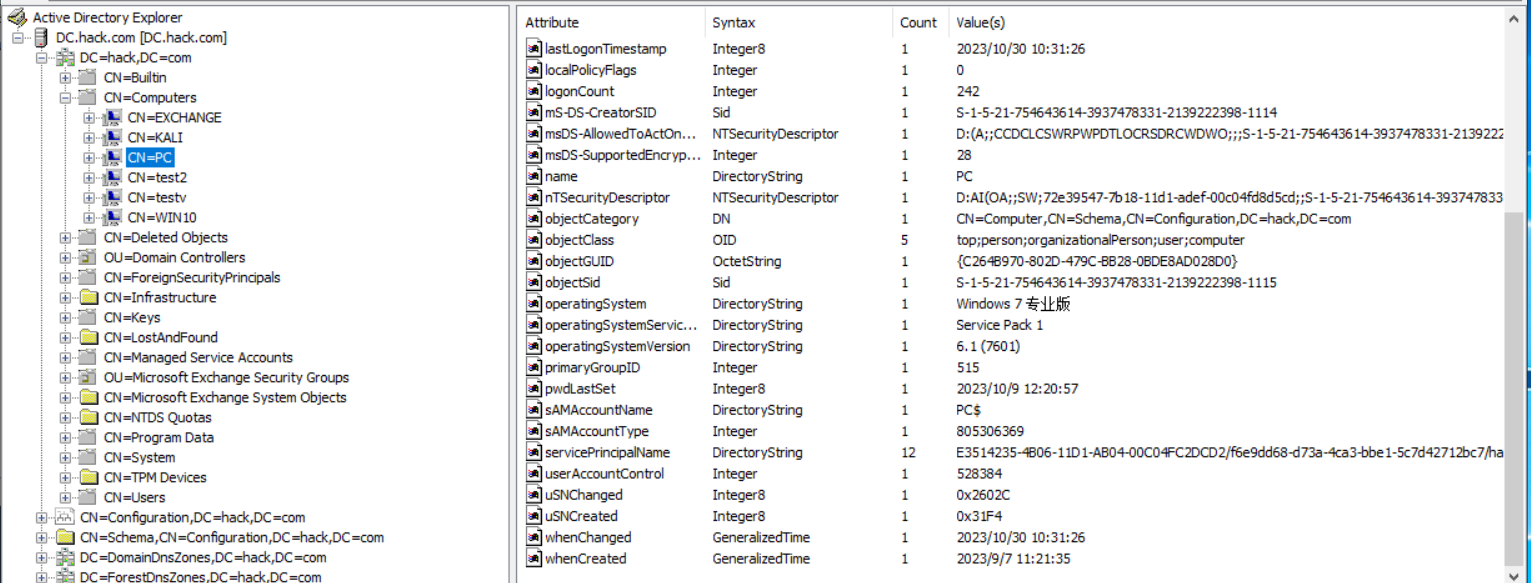 Active Directory Explorer
DC.hack.com [DC.hack.com]
DC=hack,DC=com
CN=Builtin
CN=Computers
CN=EXCHANGE
CN=KALI
CN=PC
CN=test2
CN=testv
CN=WIN10
CN=Deleted Objects
OU=Domain Controllers
CN=ForeignSecurityPrincipals
CN=Infrastructure
CN=Keys
CN=LostAndFound
CN=Managed Service Accounts
OU=Microsoft Exchange Security Groups
CN=Microsoft Exchange System Objects
CN=NTDS Quotas
CN=Program Data
CN=System
CN=TPM Devices
CN=Users
CN=Configuration,DC=hack,DC=com
CN=Schema,CN=Configuration,DC=hack,DC=com
DC=DomainDnsZones,DC=hack,DC=com
DC=ForestDnsZones,DC=hack,DC=com
Attribute Syntax Count Value(s)
lastLogonTimestamp Integer8 1 2023/10/30 10:31:26
localPolicyFlags Integer 1 0
logonCount Integer 1 242
mS-DS-CreatorSID Sid 1 S-1-5-21-754643614-3937478331-2139222398-1114
msDS-AllowedToActOn... NTSecurityDescriptor 1 D:(A;;CCDCLCSWRPWPDTLOCRSDRCWDWO;;;S-1-5-21-754643614-3937478331-2139222
msDS-SupportedEncryp... Integer 1 28
name DirectoryString 1 PC
nTSecurityDescriptor NTSecurityDescriptor 1 D:AI(OA;;SW;72e39547-7b18-11d1-adef-00c04fd8d5cd;;S-1-5-21-754643614-393747833
objectCategory DN 1 CN=Computer,CN=Schema,CN=Configuration,DC=hack,DC=com
objectClass OID 5 top;person;organizationalPerson;user;computer
objectGUID OctetString 1 {C264B970-802D-479C-BB28-0BDE8AD028D0}
objectSid Sid 1 S-1-5-21-754643614-3937478331-2139222398-1115
operatingSystem DirectoryString 1 Windows 7 专业版
operatingSystemServic... DirectoryString 1 Service Pack 1
operatingSystemVersion DirectoryString 1 6.1 (7601)
primaryGroupID Integer 1 515
pwdLastSet Integer8 1 2023/10/9 12:20:57
sAMAccountName DirectoryString 1 PC$
sAMAccountType Integer 1 805306369
servicePrincipalName DirectoryString 12 E3514235-4B06-11D1-AB04-00C04FC2DCD2/f6e9dd68-d73a-4ca3-bbe1-5c7d42712bc7/ha
userAccountControl Integer 1 528384
uSNChanged Integer8 1 0x2602C
uSNCreated Integer8 1 0x31F4
whenChanged GeneralizedTime 1 2023/10/30 10:31:26
whenCreated GeneralizedTime 1 2023/9/7 11:21:35